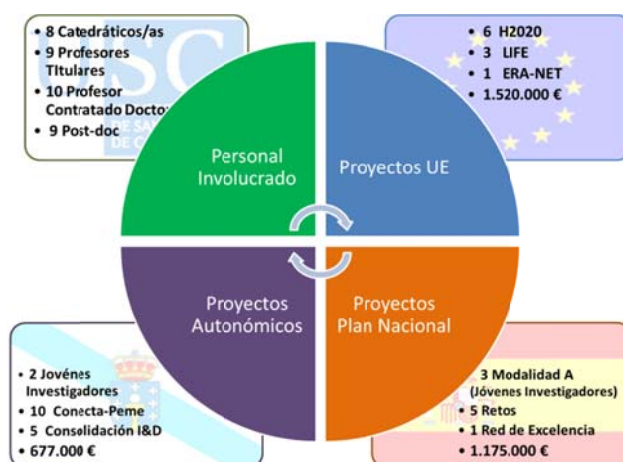 • 8 Catedráticos/as
• 9 Profesores
Titulares
• 10 Profesor
Contratado Doctor
• 9 Post-doc
• 6 H2020
• 3 LIFE
• 1 ERA-NET
• 1.520.000 €
Personal
Involucrado
Proyectos UE
Proyectos
Autonómicos
Proyectos
Plan Nacional
• 2 Jovénes
Investigadores
• 10 Conecta-Peme
• 5 Consolidación I&D
• 677.000 €
3 Modalidad A
(Jóvenes Investigadores)
• 5 Retos
• 1 Red de Excelencia
• 1.175.000 €